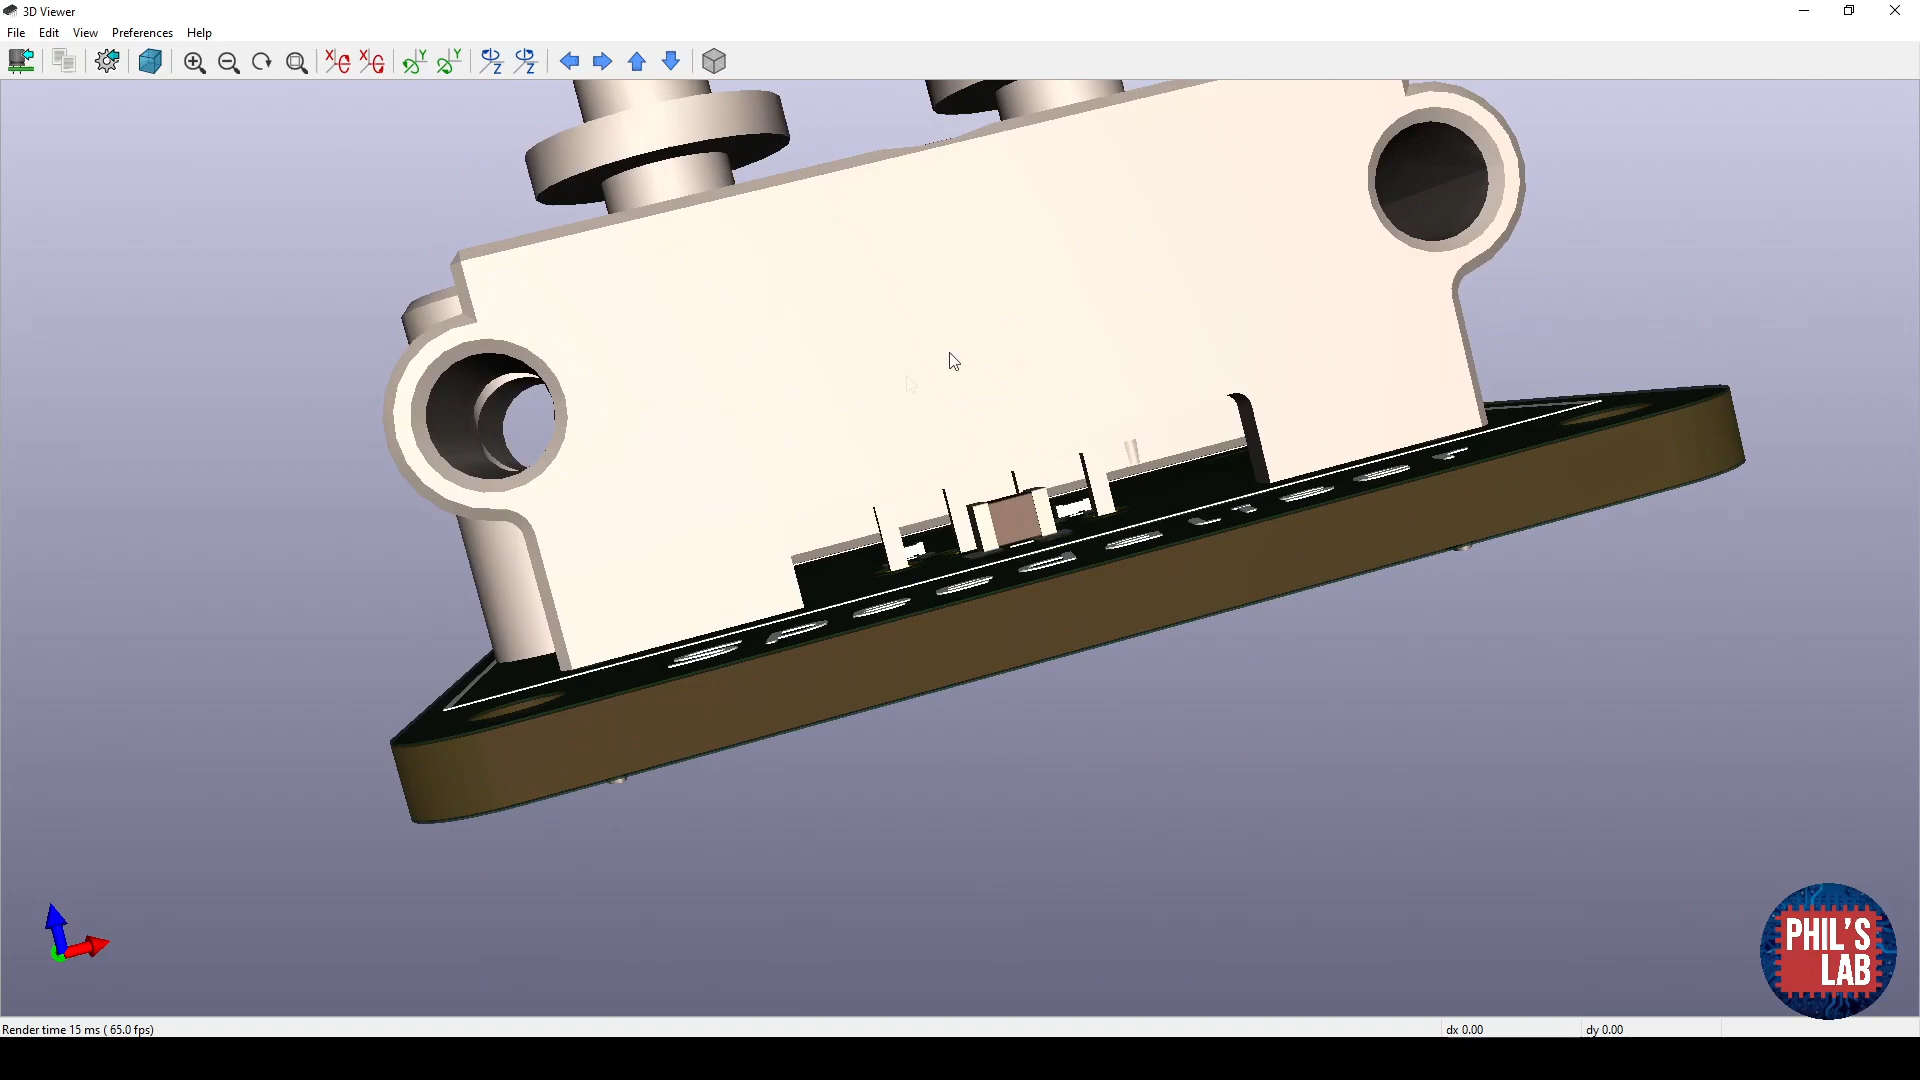 3D Viewer
File Edit View Preferences Help
X X Y Y Z Z
PHIL'S
LAB
Render time 15 ms ( 65.0 fps)
dx 0.00
dy 0.00